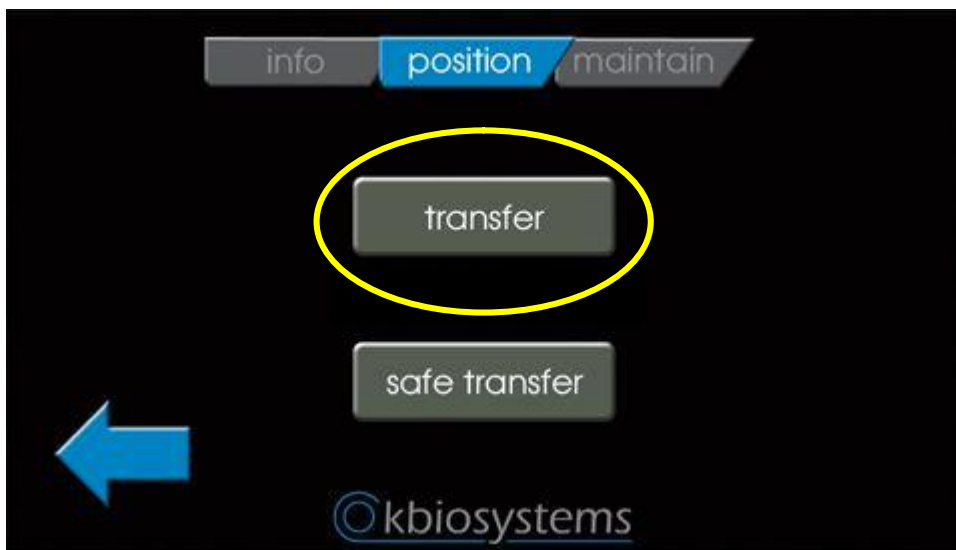 info position maintain
transfer
safe transfer
kbiosystems